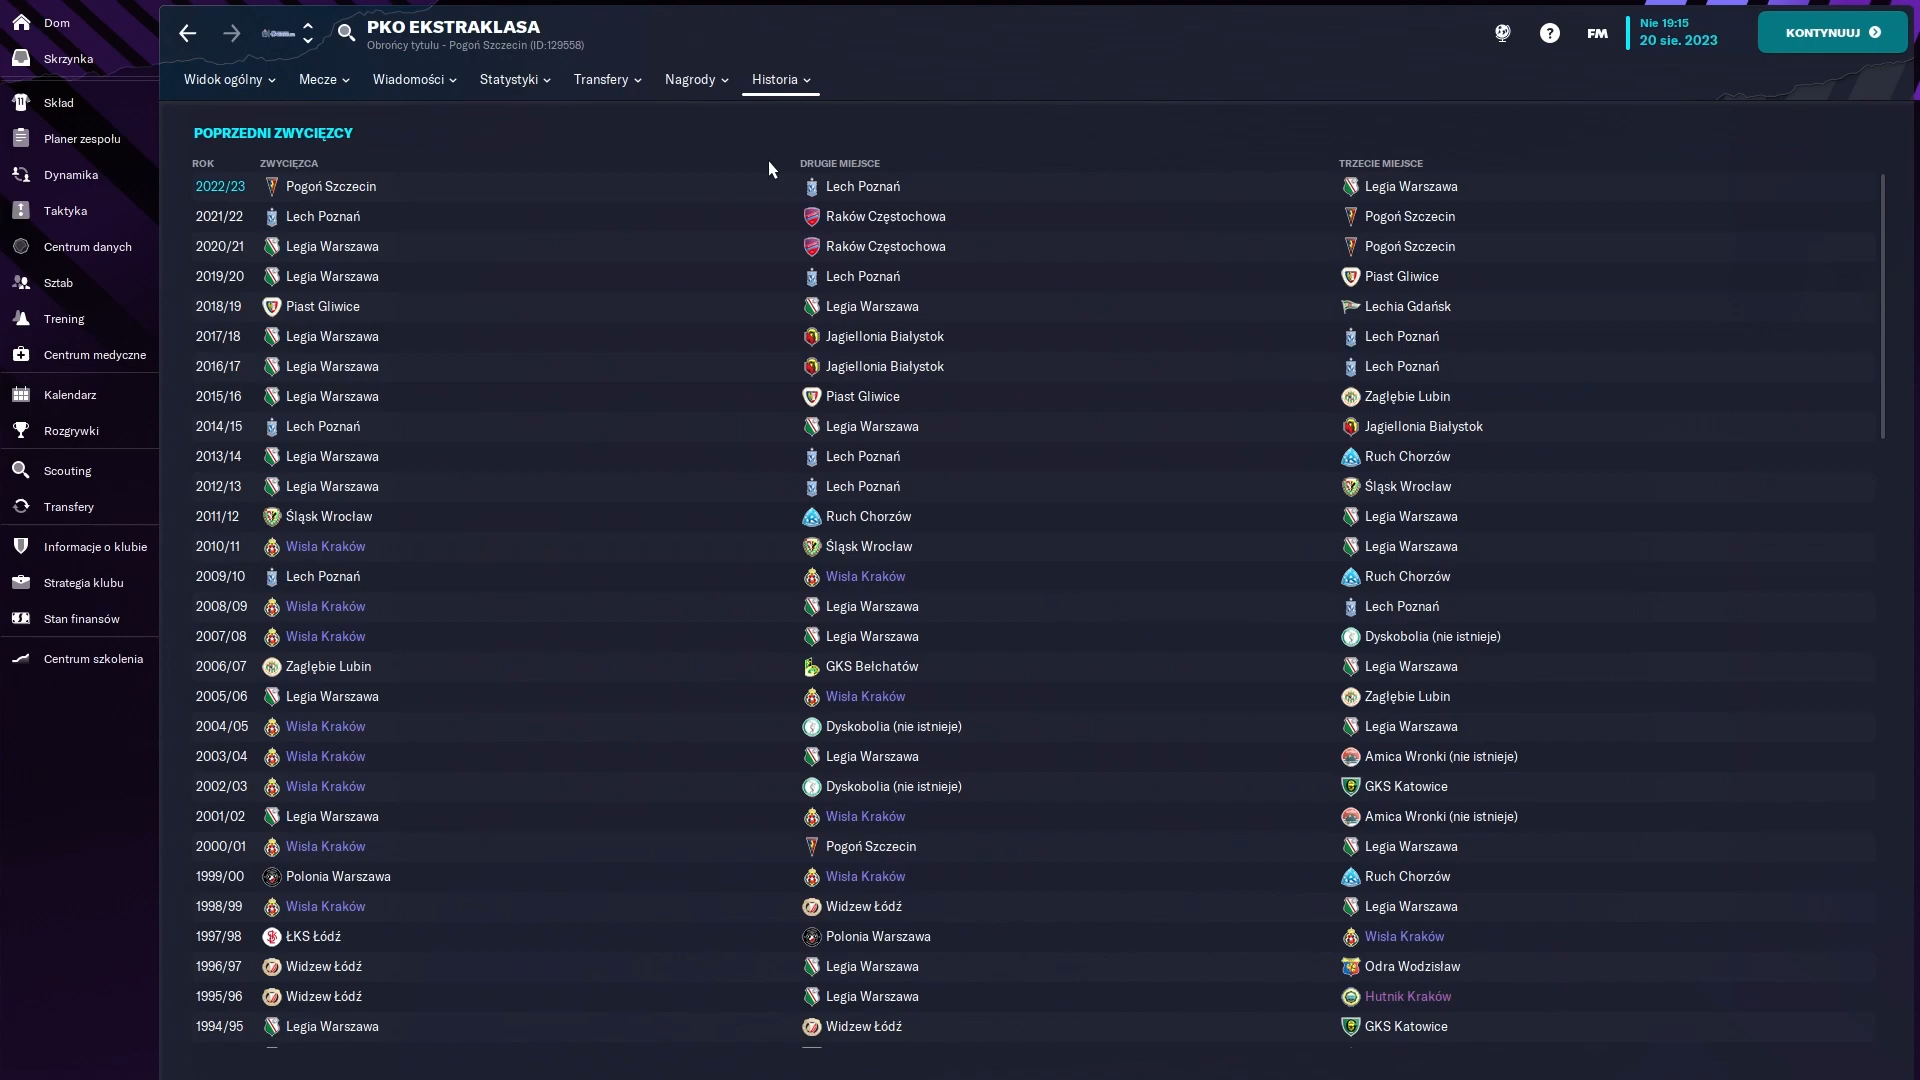 Dom
Skrzynka
Skład
Planer zespołu
Dynamika
Taktyka
Centrum danych
Sztab
Trening
Centrum medyczne
Kalendarz
Rozgrywki
Scouting
Transfery
Informacje o klubie
Strategia klubu
Stan finansów
Centrum szkolenia
PKO EKSTRAKLASA
Obrońcy tytulu - Pogoń Szczecin (ID:129558)
FM
Nie 19:15
20 sie. 2023
KONTYNUUJ
Widok ogólny Mecze Wiadomości Statystyki Transfery Nagrody Historia
POPRZEDNI ZWYCIĘZCY
ROK ZWYCIĘZCA DRUGIE MIEJSCE TRZECIE MIEJSCE
2022/23 Pogoń Szczecin Lech Poznań Legia Warszawa
2021/22 Lech Poznań Raków Częstochowa Pogoń Szczecin
2020/21 Legia Warszawa Raków Częstochowa Pogoń Szczecin
2019/20 Legia Warszawa Lech Poznań Piast Gliwice
2018/19 Piast Gliwice Legia Warszawa Lechia Gdańsk
2017/18 Legia Warszawa Jagiellonia Białystok Lech Poznań
2016/17 Legia Warszawa Jagiellonia Białystok Lech Poznań
2015/16 Legia Warszawa Piast Gliwice Zagłębie Lubin
2014/15 Lech Poznań Legia Warszawa Jagiellonia Białystok
2013/14 Legia Warszawa Lech Poznań Ruch Chorzów
2012/13 Legia Warszawa Lech Poznań Śląsk Wrocław
2011/12 Śląsk Wrocław Ruch Chorzów Legia Warszawa
2010/11 Wisła Kraków Śląsk Wrocław Legia Warszawa
2009/10 Lech Poznań Wisła Kraków Ruch Chorzów
2008/09 Wisła Kraków Legia Warszawa Lech Poznań
2007/08 Wisła Kraków Legia Warszawa Dyskobolia (nie istnieje)
2006/07 Zagłębie Lubin GKS Bełchatów Legia Warszawa
2005/06 Legia Warszawa Wisła Kraków Zagłębie Lubin
2004/05 Wisła Kraków Dyskobolia (nie istnieje) Legia Warszawa
2003/04 Wisła Kraków Legia Warszawa Amica Wronki (nie istnieje)
2002/03 Wisła Kraków Dyskobolia (nie istnieje) GKS Katowice
2001/02 Legia Warszawa Wisła Kraków Amica Wronki (nie istnieje)
2000/01 Wisła Kraków Pogoń Szczecin Legia Warszawa
1999/00 Polonia Warszawa Wisła Kraków Ruch Chorzów
1998/99 Wisła Kraków Widzew Łódź Legia Warszawa
1997/98 ŁKS Łódź Polonia Warszawa Wisła Kraków
1996/97 Widzew Łódź Legia Warszawa Odra Wodzisław
1995/96 Widzew Łódź Legia Warszawa Hutnik Kraków
1994/95 Legia Warszawa Widzew Łódź GKS Katowice